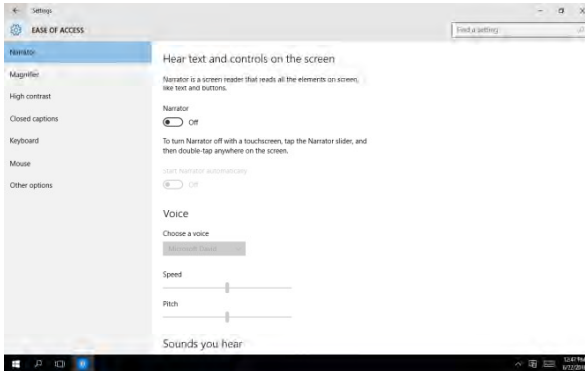 Settings
EASE OF ACCESS
Find a setting
Narrator
Magnifier
High contrast
Closed captions
Keyboard
Mouse
Other options
Hear text and controls on the screen
Narrator is a screen reader that reads all the elements on screen,
like text and buttons.
Narrator
Off
To turn Narrator off with a touchscreen, tap the Narrator slider, and
then double-tap anywhere on the screen.
Start Narrator automatically
Off
Voice
Choose a voice
Microsoft David
Speed
Pitch
Sounds you hear
12:47 PM